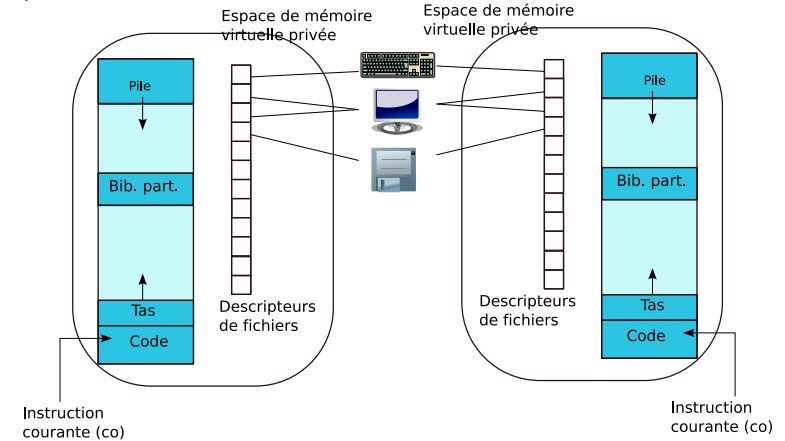 Espace de mémoire
virtuelle privée
Pile
Bib. part.
Tas
Code
Descripteurs
de fichiers
Instruction
courante (co)
Espace de mémoire
virtuelle privée
Pile
Bib. part.
Tas
Code
Descripteurs
de fichiers
Instruction
courante (co)